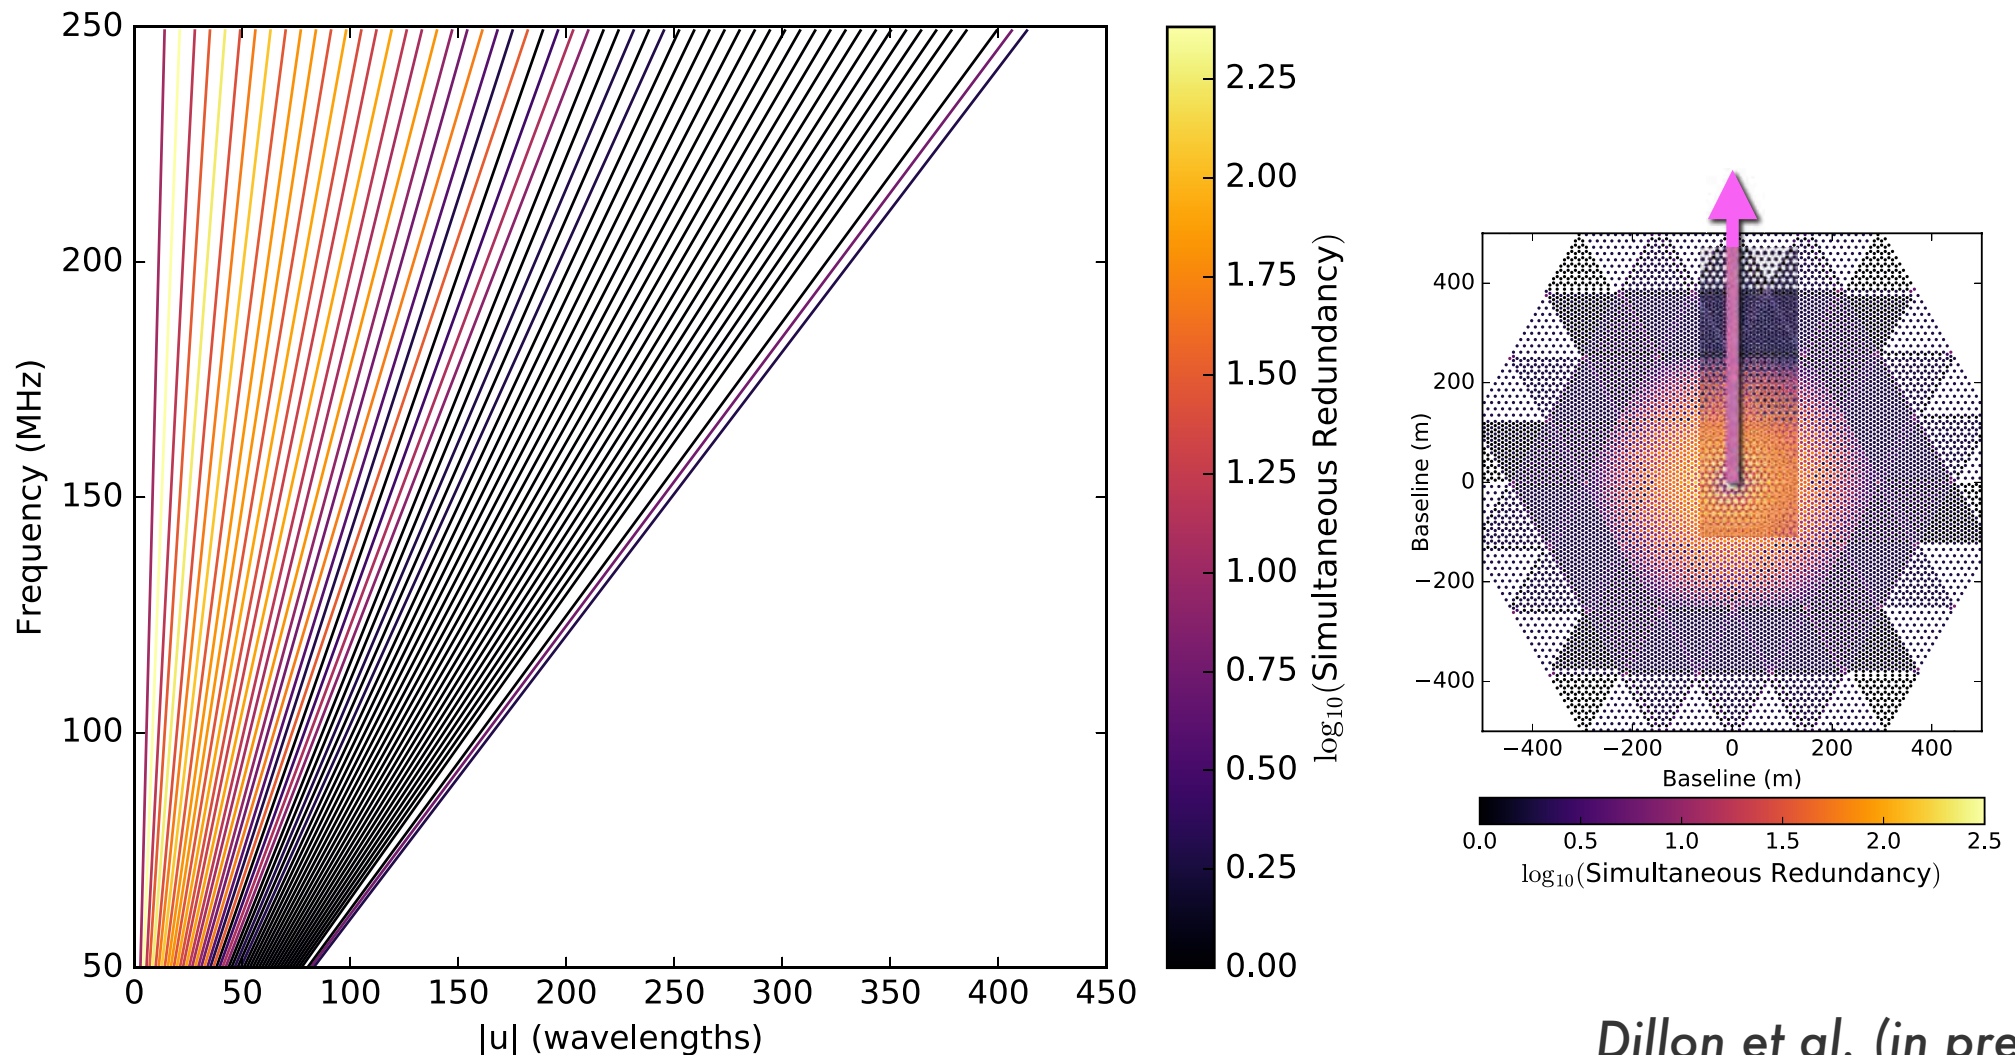 250
200
150
100
50
Frequency (MHz)
0 50 100 150 200 250 300 350 400 450
|u| (wavelengths)
2.25
2.00
1.75
1.50
1.25
1.00
0.75
0.50
0.25
0.00
log10(Simultaneous Redundancy)
400
200
0
−200
−400
Baseline (m)
−400 −200 0 200 400
Baseline (m)
0.0 0.5 1.0 1.5 2.0 2.5
log10(Simultaneous Redundancy)
Dillon et al. (in pre